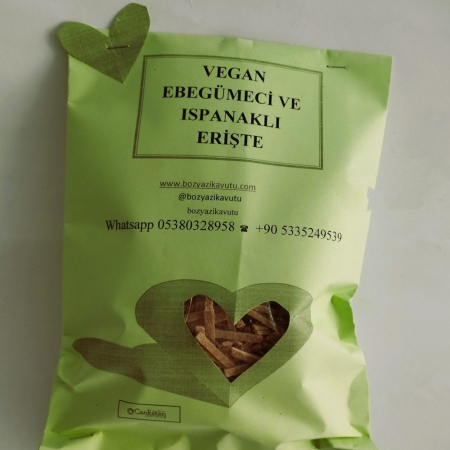 VEGAN
EBEGÜMECİ VE
ISPANAKLI
ERİŞTE
www.bozyazikavutu.com
@bozyazikavutu
bozyazikavutu
Whatsapp 05380328958 ☎ +90 5335249539